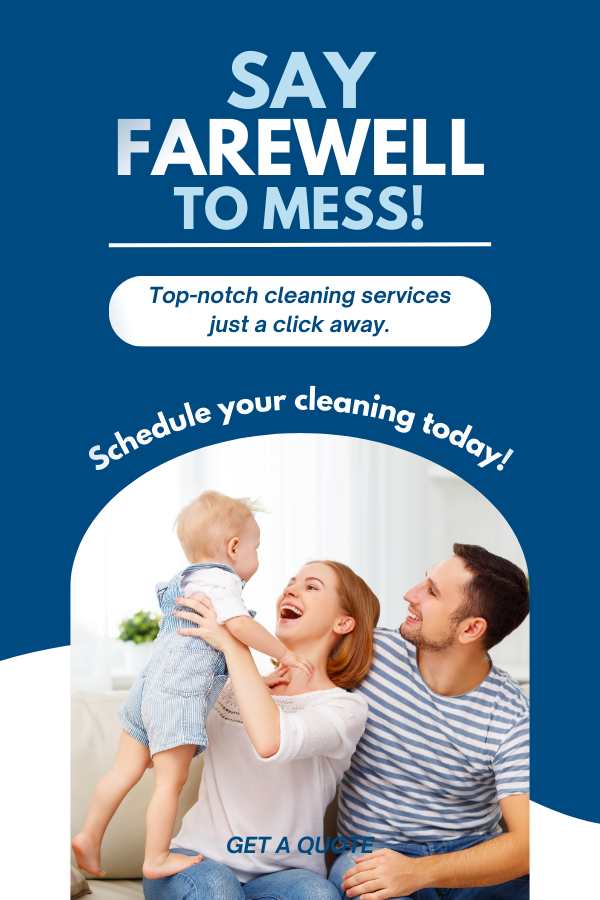 SAY
FAREWELL
TO MESS!
Top-notch cleaning services
just a click away.
Schedule your cleaning today!
GET A QUOTE